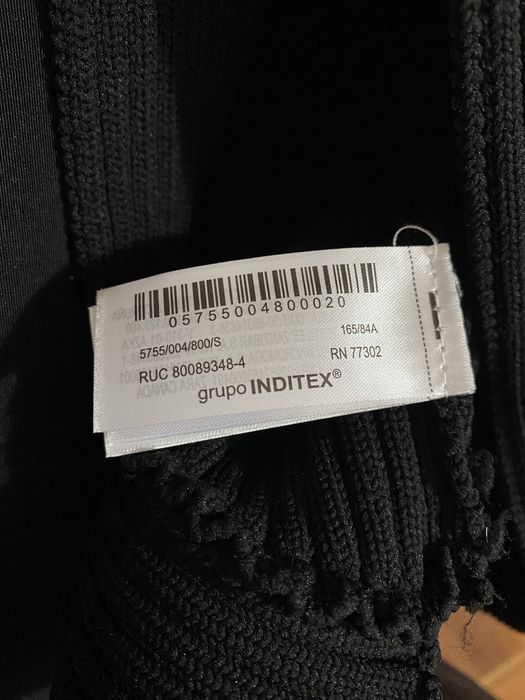 05755004800020
5755/004/800/S 165/84A
RUC 80089348-4 RN 77302
grupo INDITEX®